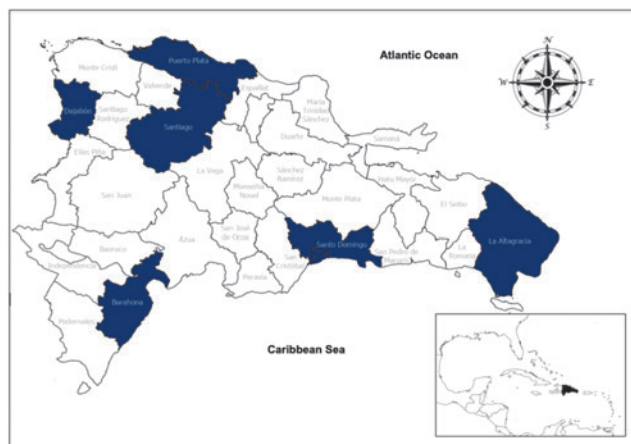 Atlantic Ocean
N
W
E
S
Puerto Plata
Monte Cristi
Valverde
Espaillat
María
Trinidad
Sánchez
Dajabón
Santiago
Rodríguez
Santiago
Duarte
Samaná
Elías Piña
La Vega
Sánchez
Ramírez
Hato Mayor
San Juan
Monseñor
Nouel
Monte Plata
El Seibo
La Altagracia
Azua
San José
de Ocoa
Santo Domingo
San
Cristóbal
San Pedro de
Macorís
La
Romana
Baoruco
Independencia
Peravia
Barahona
Pedernales
Caribbean Sea